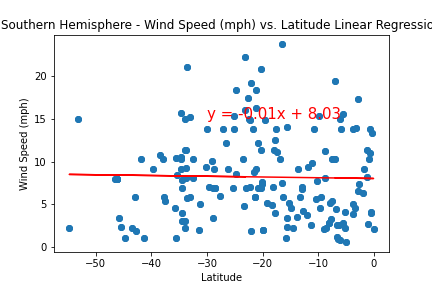 Southern Hemisphere - Wind Speed (mph) vs. Latitude Linear Regressio
20
15
10
5
0
y = -0.01x + 8.03
Wind Speed (mph)
−50 −40 −30 −20 −10 0
Latitude